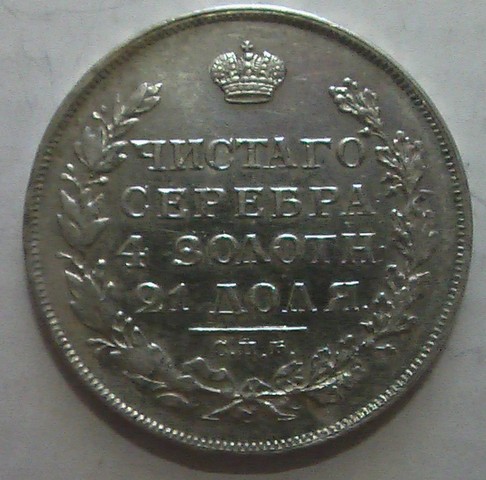 ЧИСТАГО
СЕРЕБРА
4 ЗОЛОТН.
21 ДОЛЯ.
С.П.Б.